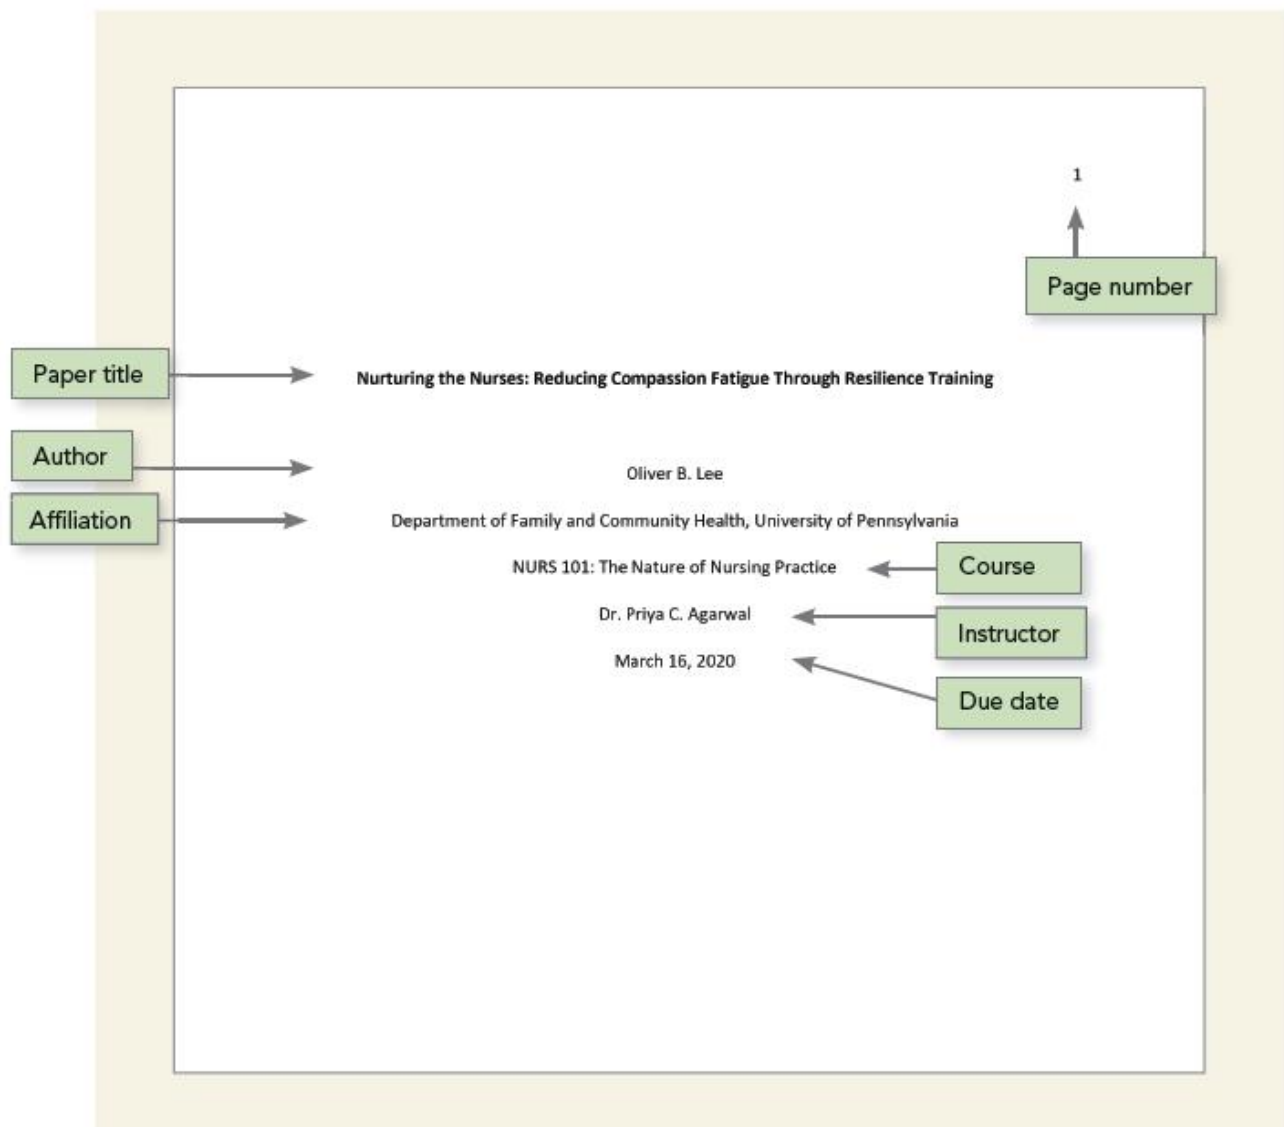 1
Page number
Paper title
Nurturing the Nurses: Reducing Compassion Fatigue Through Resilience Training
Author
Oliver B. Lee
Affiliation
Department of Family and Community Health, University of Pennsylvania
NURS 101: The Nature of Nursing Practice
Course
Dr. Priya C. Agarwal
Instructor
March 16, 2020
Due date